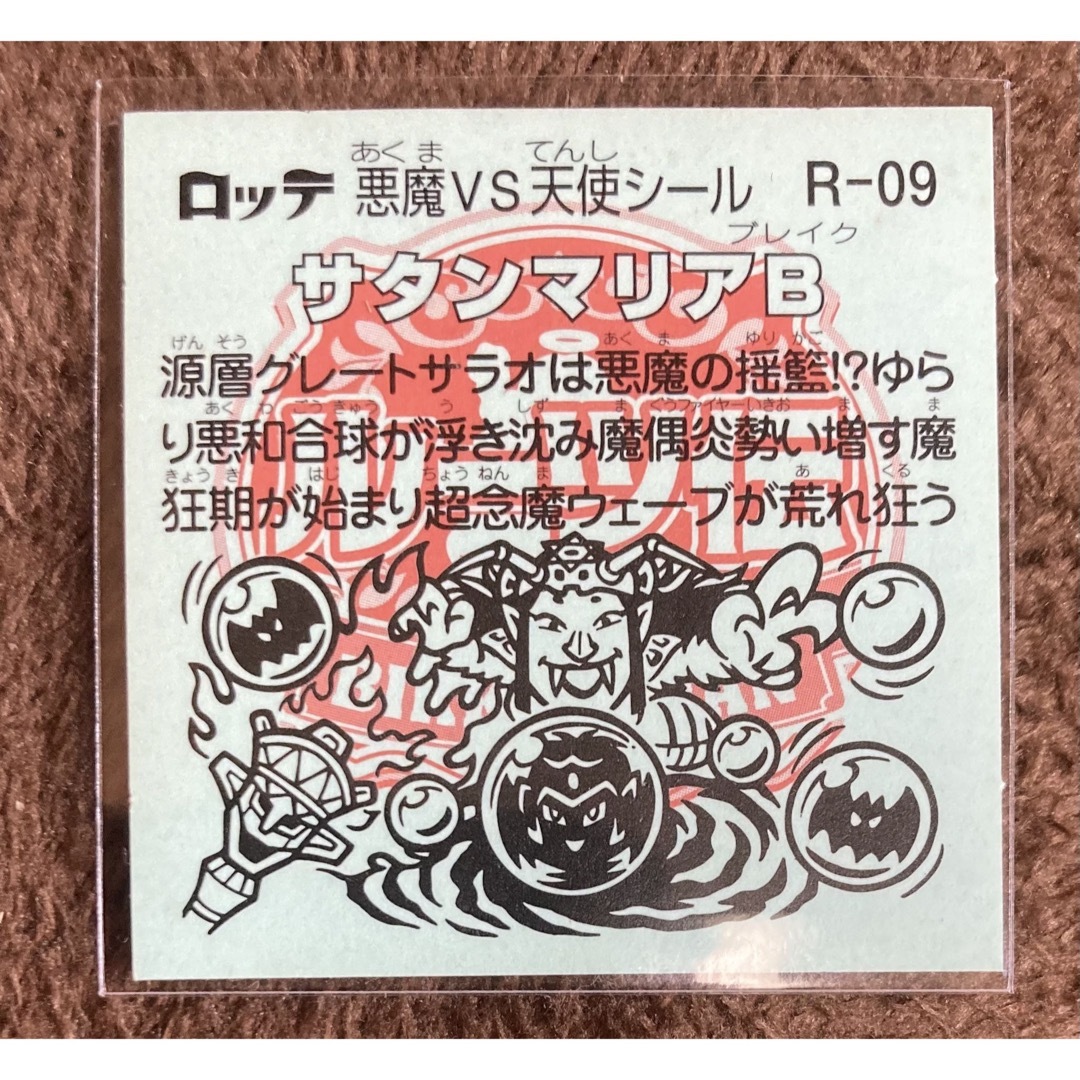 あくま てんし
ロッテ 悪魔VS天使シール R-09
ブレイク
サタンマリアB
げんそう あくま ゆりかご
源層グレートサラオは悪魔の揺籃!?ゆら
あくわごうきゅう う しず まぐうファイヤーいきお ま ま
り悪和合球が浮き沈み魔偶炎勢い増す魔
きょうき はじ ちょうねんま あ くる
狂期が始まり超念魔ウェーブが荒れ狂う